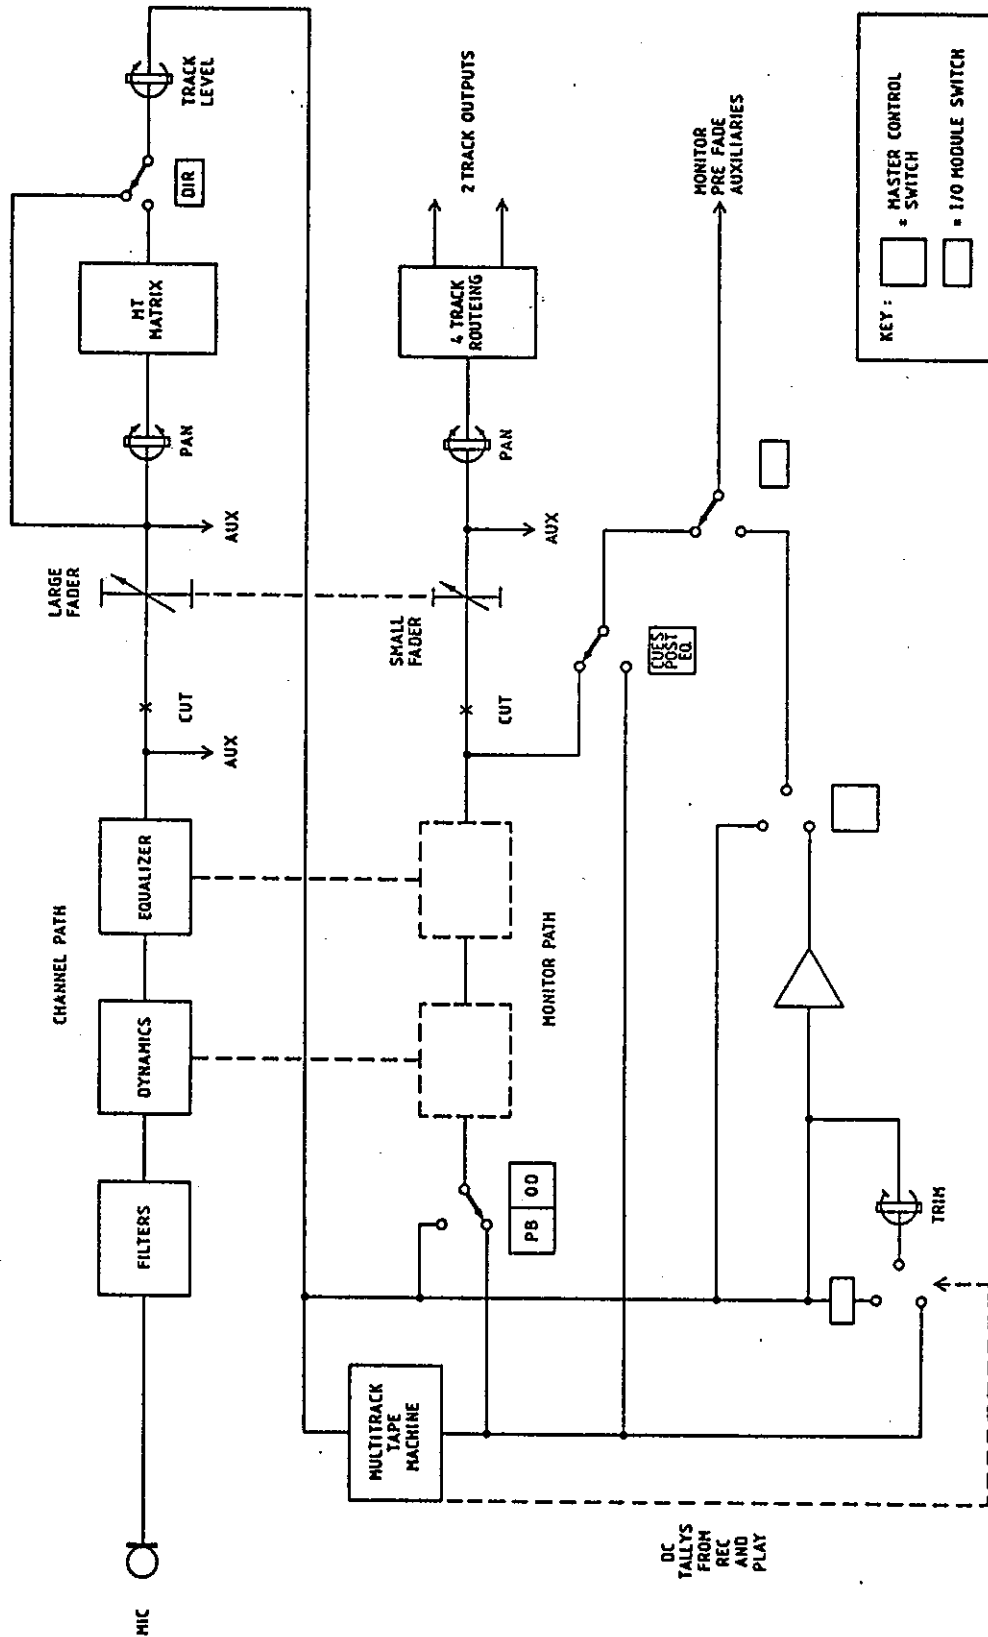 CHANNEL PATH
MIC
FILTERS
DYNAMICS
EQUALIZER
AUX
CUT
LARGE
FADER
AUX
PAN
MT
MATRIX
DIR
TRACK
LEVEL
MULTITRACK
TAPE
MACHINE
PB
OO
MONITOR PATH
CUT
SMALL
FADER
AUX
PAN
4 TRACK
ROUTEING
2 TRACK OUTPUTS
CUES
POST
EQ
MONITOR
PRE FADE
AUXILIARIES
DC
TALLYS
FROM
REC
AND
PLAY
TRIM
KEY :
= MASTER CONTROL
SWITCH
= I/O MODULE SWITCH